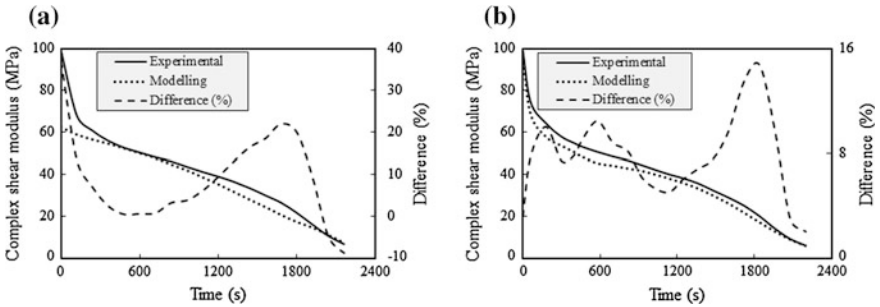 (a)
Complex shear modulus (MPa)
100
80
60
40
20
0
Experimental
Modelling
Difference (%)
40
30
20
10
0
-10
Difference (%)
0
600
1200
1800
2400
Time (s)
(b)
Complex shear modulus (MPa)
100
80
60
40
20
0
Experimental
Modelling
Difference (%)
16
8
0
Difference (%)
0
600
1200
1800
2400
Time (s)